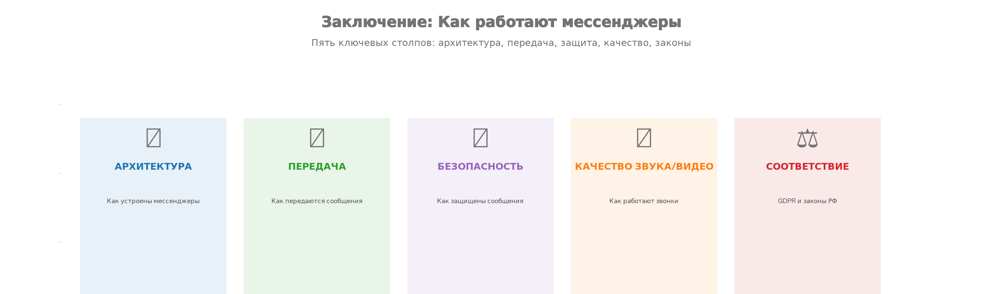 Заключение: Как работают мессенджеры
Пять ключевых столпов: архитектура, передача, защита, качество, законы
АРХИТЕКТУРА
Как устроены мессенджеры
ПЕРЕДАЧА
Как передаются сообщения
БЕЗОПАСНОСТЬ
Как защищены сообщения
КАЧЕСТВО ЗВУКА/ВИДЕО
Как работают звонки
СООТВЕТСТВИЕ
GDPR и законы РФ